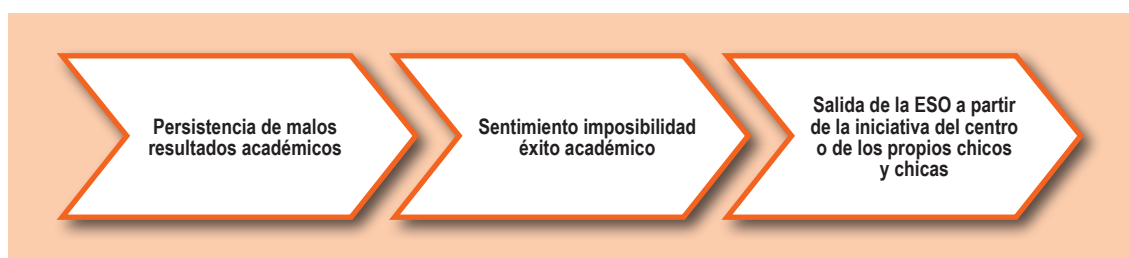 Persistencia de malos
resultados académicos
Sentimiento imposibilidad
éxito académico
Salida de la ESO a partir
de la iniciativa del centro
o de los propios chicos
y chicas